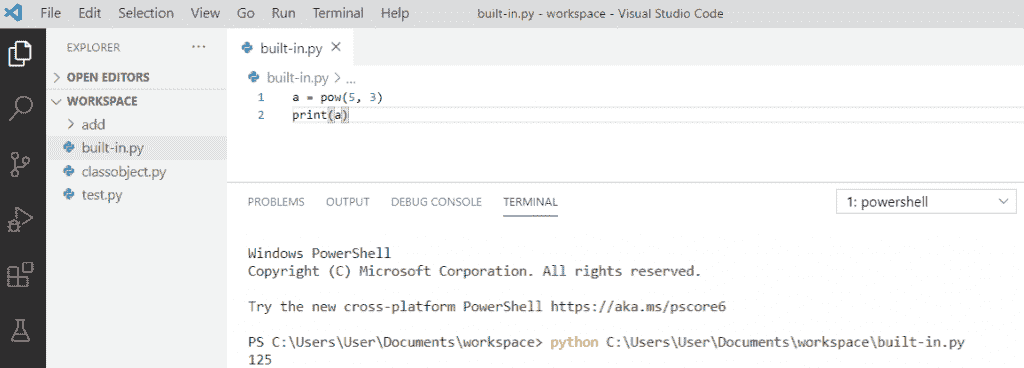 File Edit Selection View Go Run Terminal Help built-in.py - workspace - Visual Studio Code
EXPLORER ...
OPEN EDITORS
WORKSPACE
add
built-in.py
classobject.py
test.py
built-in.py
built-in.py > ...
1 a = pow(5, 3)
2 print(a)
PROBLEMS OUTPUT DEBUG CONSOLE TERMINAL 1: powershell
Windows PowerShell
Copyright (C) Microsoft Corporation. All rights reserved.
Try the new cross-platform PowerShell https://aka.ms/pscore6
PS C:\Users\User\Documents\workspace> python C:\Users\User\Documents\workspace\built-in.py
125